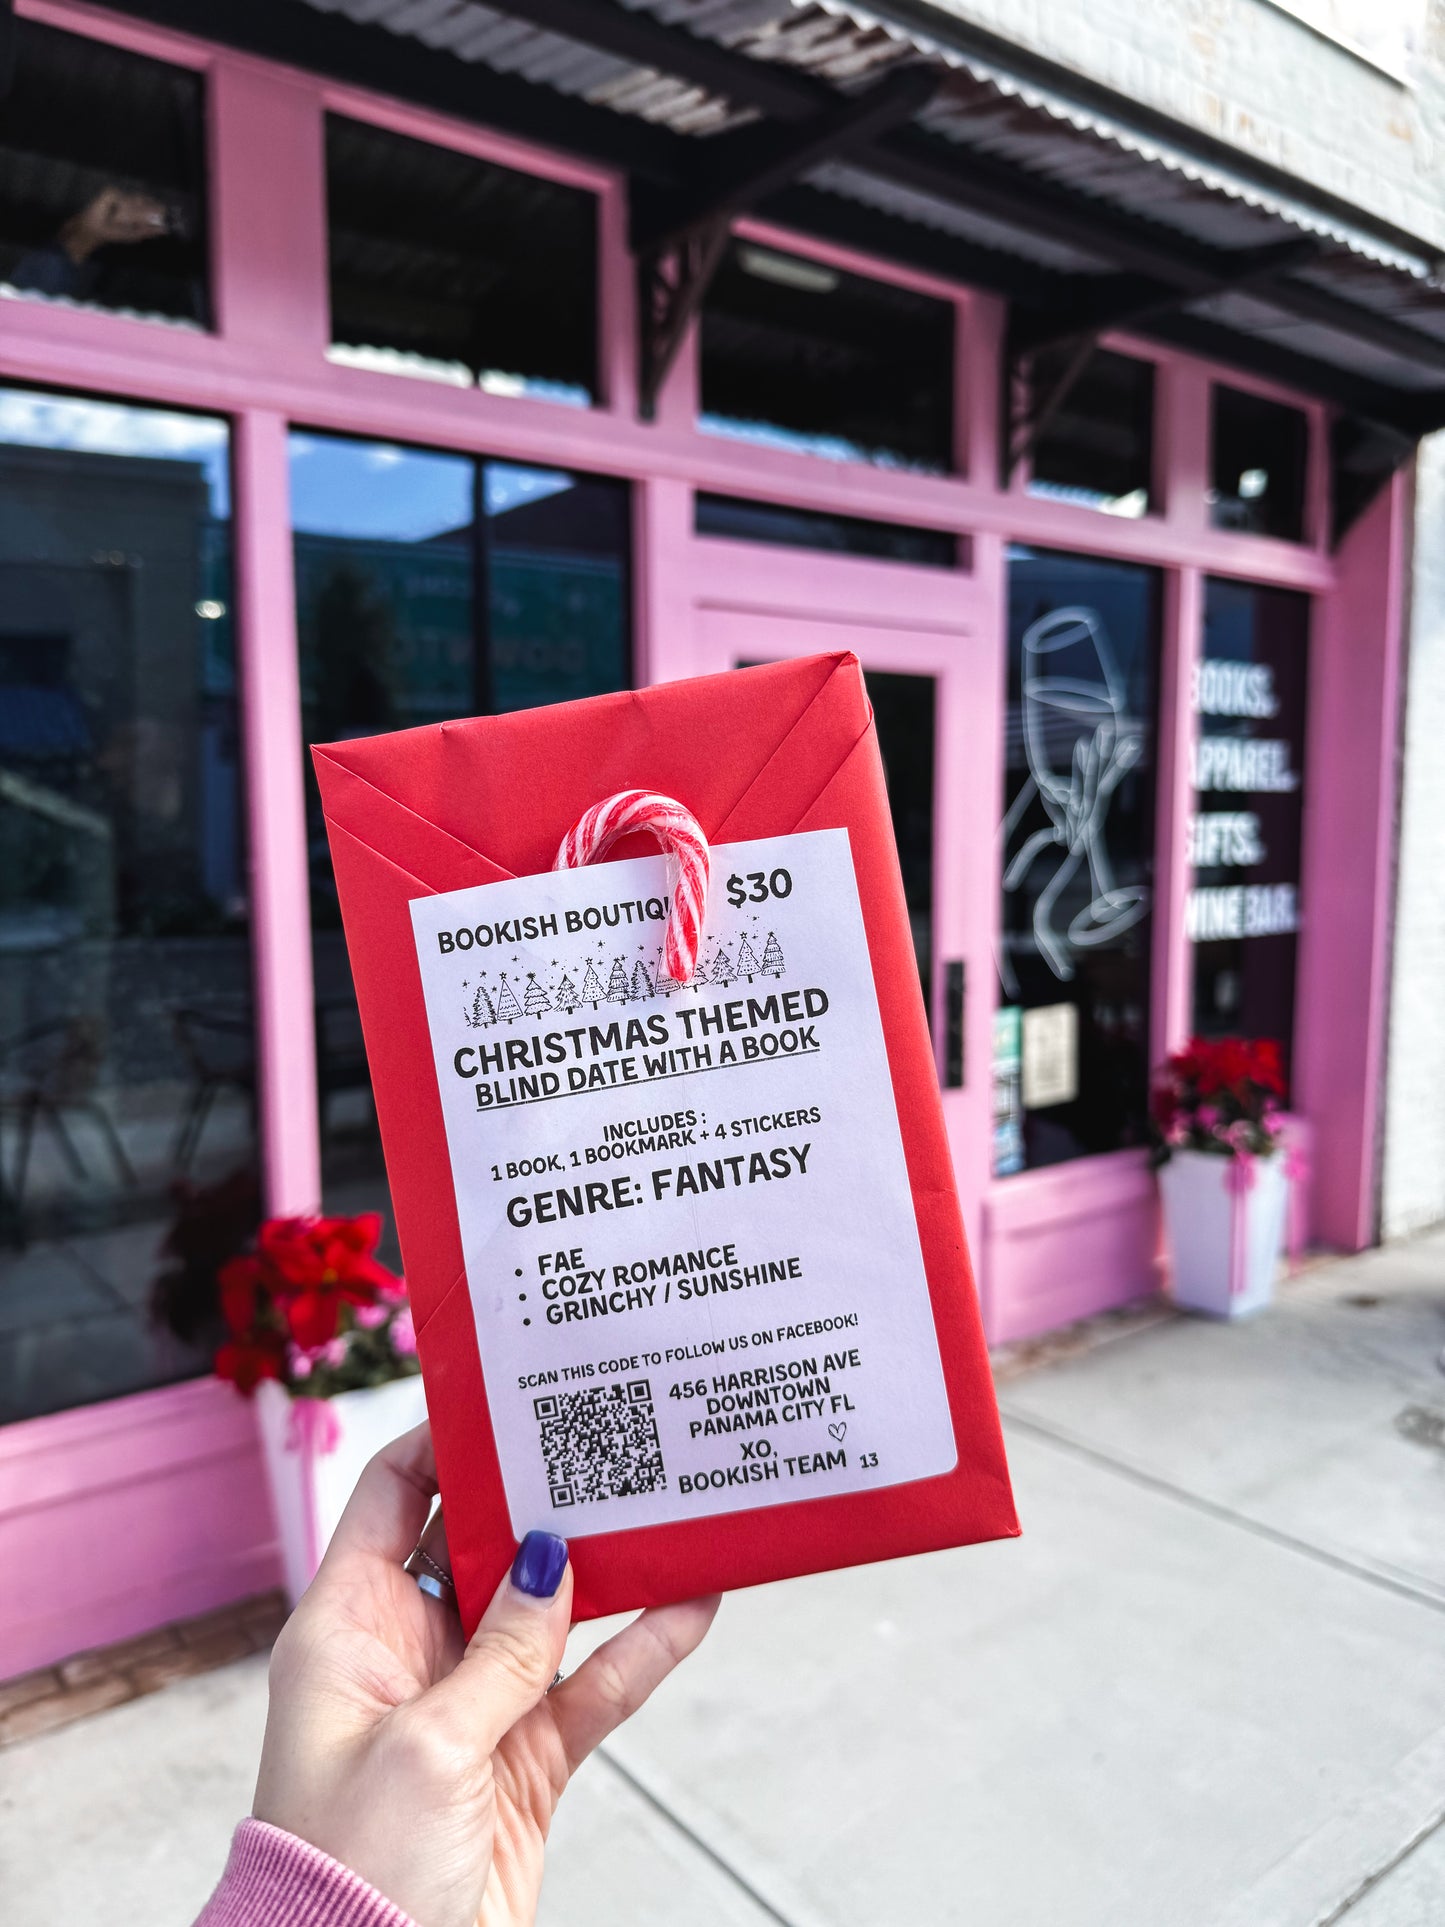 BOOKS.
APPAREL.
GIFTS.
WINE BAR.
$30
BOOKISH BOUTIQU
CHRISTMAS THEMED
BLIND DATE WITH A BOOK
INCLUDES :
1 BOOK, 1 BOOKMARK + 4 STICKERS
GENRE: FANTASY
• FAE
• COZY ROMANCE
• GRINCHY / SUNSHINE
SCAN THIS CODE TO FOLLOW US ON FACEBOOK!
456 HARRISON AVE
DOWNTOWN
PANAMA CITY FL
XO,
BOOKISH TEAM 13